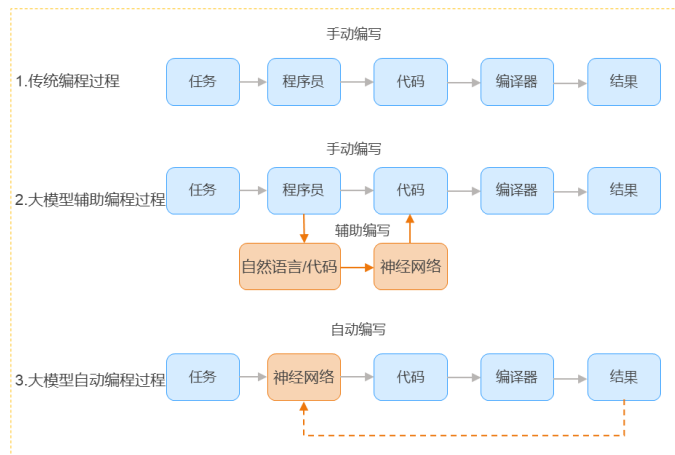 手动编写
1.传统编程过程 任务 程序员 代码 编译器 结果
手动编写
2.大模型辅助编程过程 任务 程序员 代码 编译器 结果
辅助编写
自然语言/代码 神经网络
自动编写
3.大模型自动编程过程 任务 神经网络 代码 编译器 结果